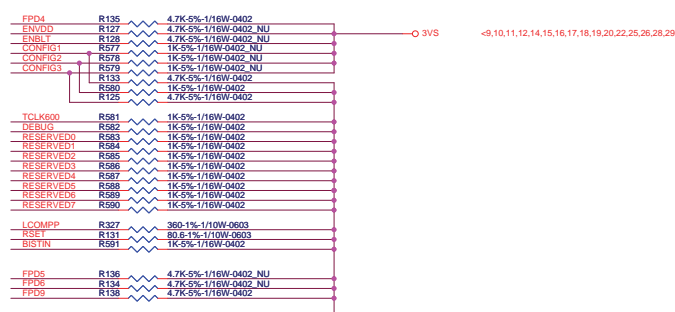 FPD4 R135 4.7K-5%-1/16W-0402
ENVDD R127 4.7K-5%-1/16W-0402_NU 3VS <9,10,11,12,14,15,16,17,18,19,20,22,25,26,28,29
ENBLT R128 4.7K-5%-1/16W-0402_NU
CONFIG1 R577 1K-5%-1/16W-0402_NU
CONFIG2 R578 1K-5%-1/16W-0402_NU
CONFIG3 R579 1K-5%-1/16W-0402_NU
R133 4.7K-5%-1/16W-0402
R580 1K-5%-1/16W-0402
R125 4.7K-5%-1/16W-0402
TCLK600 R581 1K-5%-1/16W-0402
DEBUG R582 1K-5%-1/16W-0402
RESERVED0 R583 1K-5%-1/16W-0402
RESERVED1 R584 1K-5%-1/16W-0402
RESERVED2 R585 1K-5%-1/16W-0402
RESERVED3 R586 1K-5%-1/16W-0402
RESERVED4 R587 1K-5%-1/16W-0402
RESERVED5 R588 1K-5%-1/16W-0402
RESERVED6 R589 1K-5%-1/16W-0402
RESERVED7 R590 1K-5%-1/16W-0402
LCOMPP R327 360-1%-1/10W-0603
RSET R131 80.6-1%-1/10W-0603
BISTIN R591 1K-5%-1/16W-0402
FPD5 R136 4.7K-5%-1/16W-0402_NU
FPD6 R134 4.7K-5%-1/16W-0402_NU
FPD9 R138 4.7K-5%-1/16W-0402